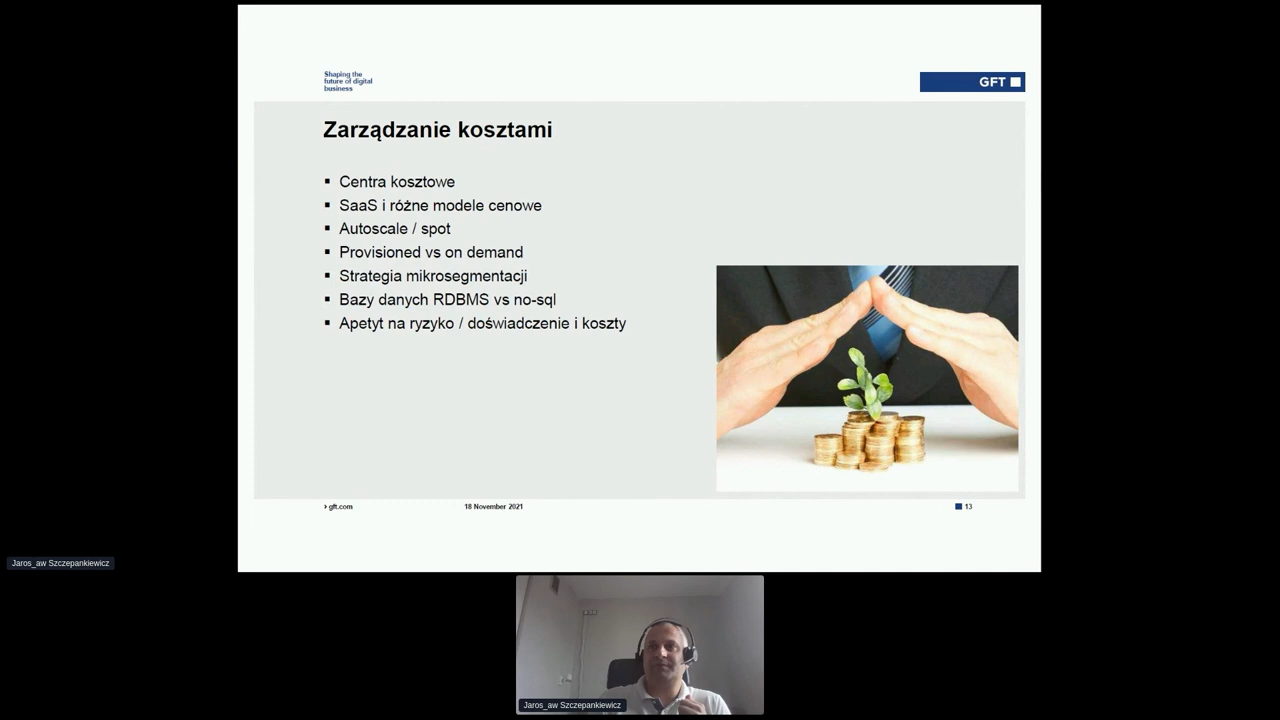 Shaping the
future of digital
business
GFT
Zarządzanie kosztami
▪ Centra kosztowe
▪ SaaS i różne modele cenowe
▪ Autoscale / spot
▪ Provisioned vs on demand
▪ Strategia mikrosegmentacji
▪ Bazy danych RDBMS vs no-sql
▪ Apetyt na ryzyko / doświadczenie i koszty
› gft.com
18 November 2021
13
Jaros_aw Szczepankiewicz
Jaros_aw Szczepankiewicz